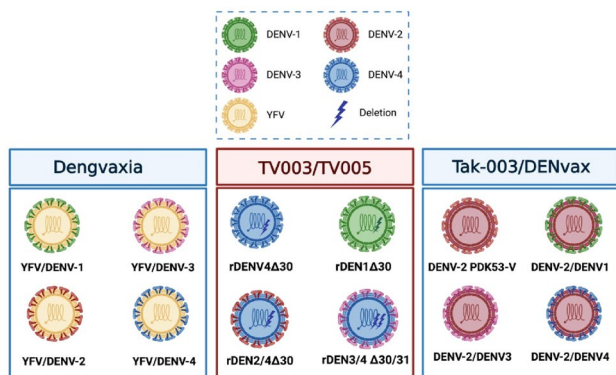 DENV-1 DENV-2
DENV-3 DENV-4
YFV Deletion
Dengvaxia
YFV/DENV-1 YFV/DENV-3
YFV/DENV-2 YFV/DENV-4
TV003/TV005
rDENV4Δ30 rDEN1Δ30
rDEN2/4Δ30 rDEN3/4 Δ30/31
Tak-003/DENvax
DENV-2 PDK53-V DENV-2/DENV1
DENV-2/DENV3 DENV-2/DENV4